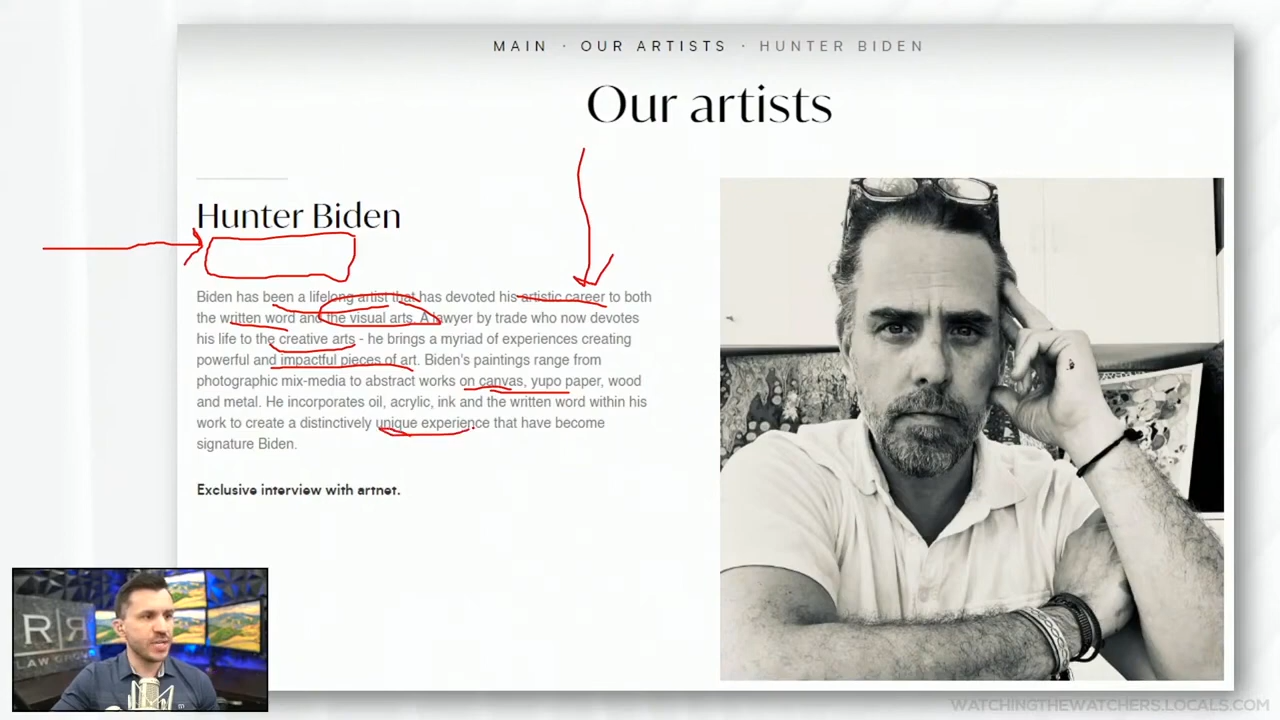 MAIN · OUR ARTISTS · HUNTER BIDEN
Our artists
Hunter Biden
Biden has been a lifelong artist that has devoted his artistic career to both
the written word and the visual arts. A lawyer by trade who now devotes
his life to the creative arts - he brings a myriad of experiences creating
powerful and impactful pieces of art. Biden's paintings range from
photographic mix-media to abstract works on canvas, yupo paper, wood
and metal. He incorporates oil, acrylic, ink and the written word within his
work to create a distinctively unique experience that have become
signature Biden.
Exclusive interview with artnet.
R|R
LAW GROUP
WATCHINGTHEWATCHERS.LOCALS.COM